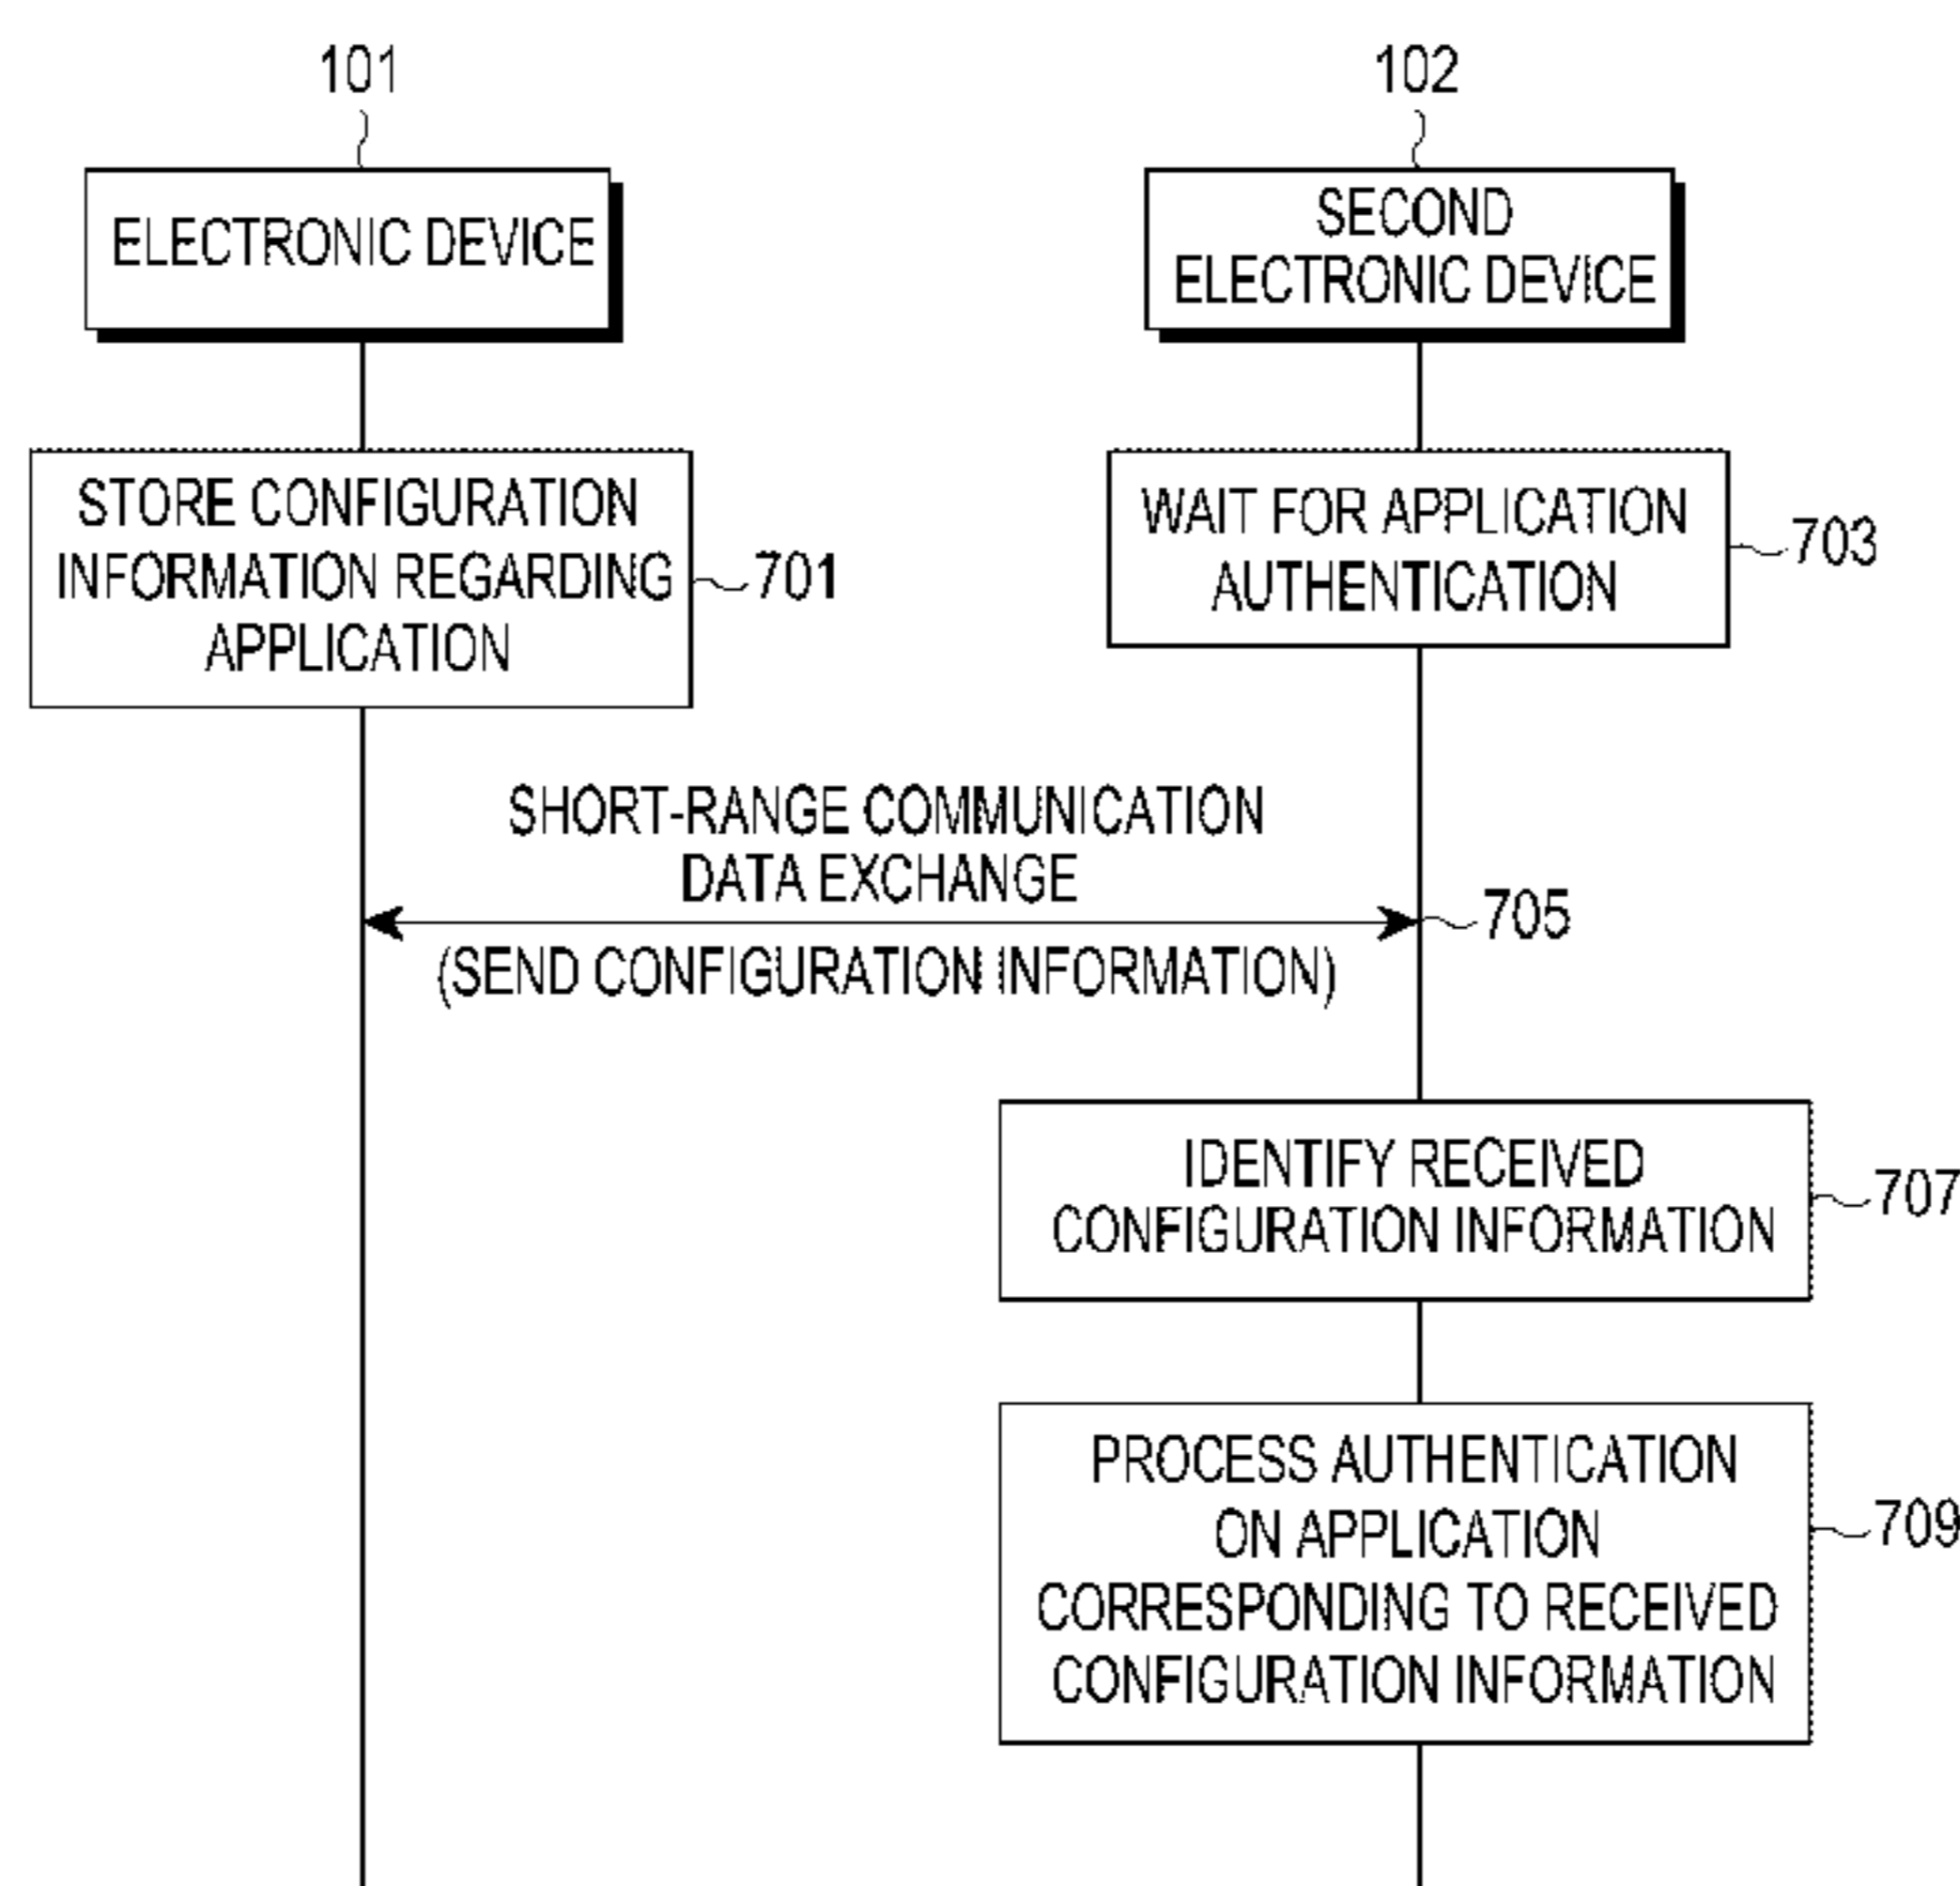 101
102
ELECTRONIC DEVICE
SECOND
ELECTRONIC DEVICE
STORE CONFIGURATION
INFORMATION REGARDING
APPLICATION
701
WAIT FOR APPLICATION
AUTHENTICATION
703
SHORT-RANGE COMMUNICATION
DATA EXCHANGE
705
(SEND CONFIGURATION INFORMATION)
IDENTIFY RECEIVED
CONFIGURATION INFORMATION
707
PROCESS AUTHENTICATION
ON APPLICATION
CORRESPONDING TO RECEIVED
CONFIGURATION INFORMATION
709